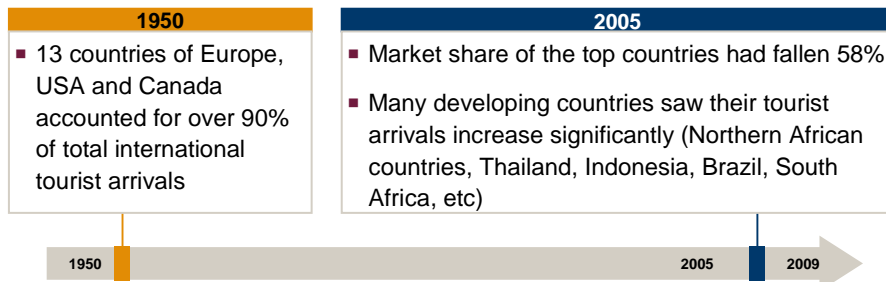 1950
13 countries of Europe,
USA and Canada
accounted for over 90%
of total international
tourist arrivals
2005
Market share of the top countries had fallen 58%
Many developing countries saw their tourist
arrivals increase significantly (Northern African
countries, Thailand, Indonesia, Brazil, South
Africa, etc)
1950
2005
2009